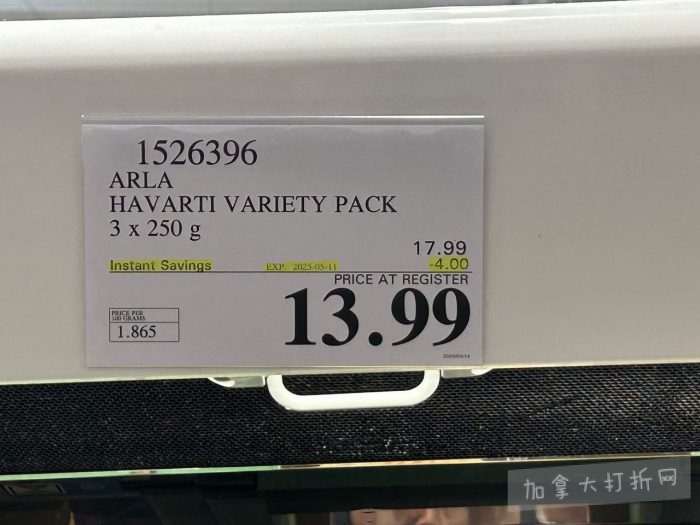 1526396
ARLA
HAVARTI VARIETY PACK
3 x 250 g
17.99
Instant Savings EXP. 2025-05-11 -4.00
PRICE AT REGISTER
13.99
PRICE PER
100 GRAMS
1.865
加拿大打折网